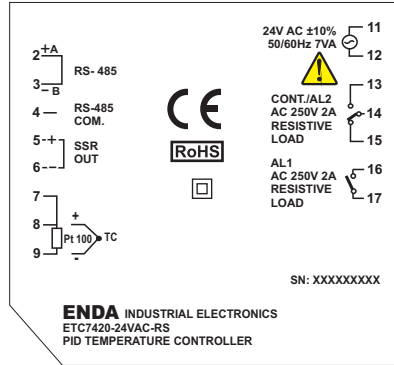 2 +A
RS- 485
3 – B
4 – RS-485
COM.
5 -+ SSR
6 -- OUT
7
8 Pt 100 + TC
9 -
CE
RoHS
24V AC ±10%
50/60Hz 7VA
11
12
CONT./AL2
AC 250V 2A
RESISTIVE
LOAD
13
14
15
AL1
AC 250V 2A
RESISTIVE
LOAD
16
17
SN: XXXXXXXXX
ENDA INDUSTRIAL ELECTRONICS
ETC7420-24VAC-RS
PID TEMPERATURE CONTROLLER